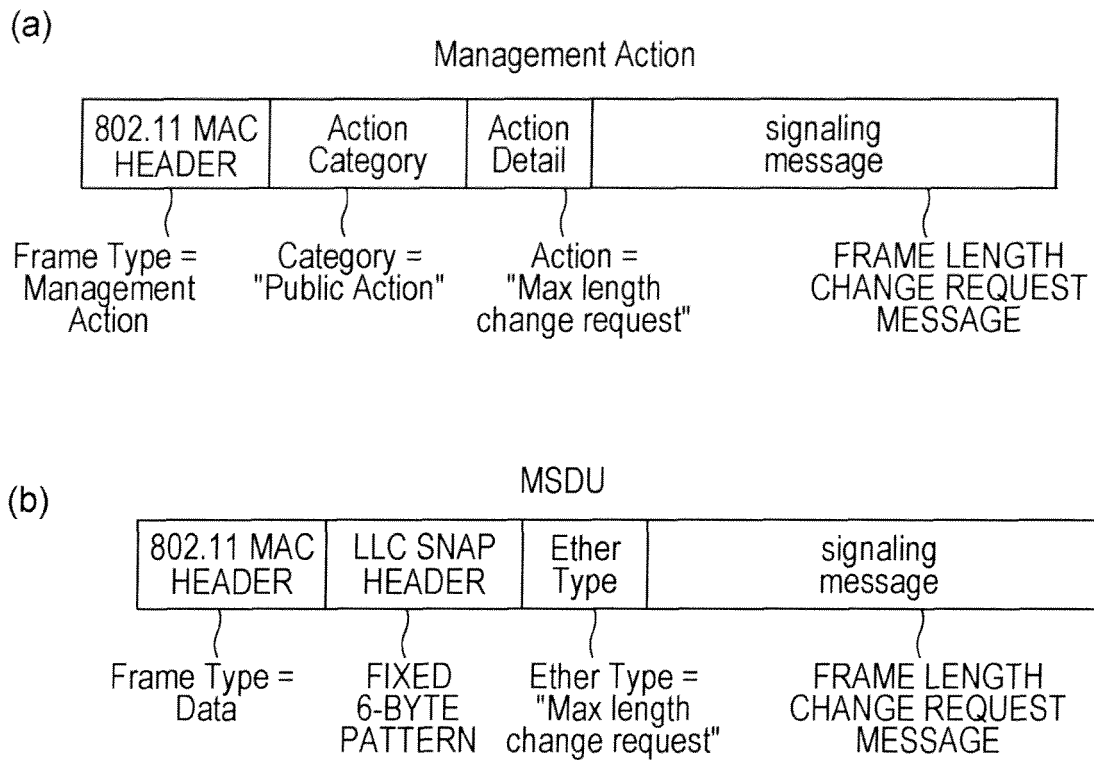 (a)
Management Action
802.11 MAC
HEADER
Action
Category
Action
Detail
signaling
message
Frame Type =
Management
Action
Category =
"Public Action"
Action =
"Max length
change request"
FRAME LENGTH
CHANGE REQUEST
MESSAGE
(b)
MSDU
802.11 MAC
HEADER
LLC SNAP
HEADER
Ether
Type
signaling
message
Frame Type =
Data
FIXED
6-BYTE
PATTERN
Ether Type =
"Max length
change request"
FRAME LENGTH
CHANGE REQUEST
MESSAGE